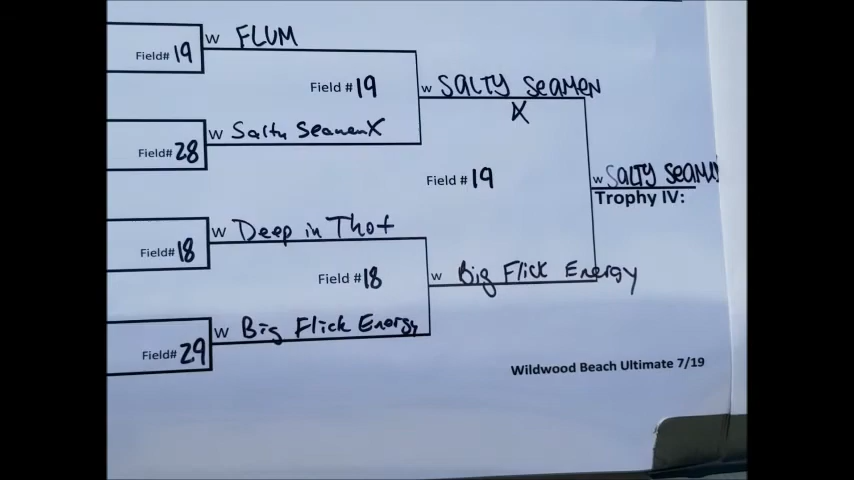 W FLUM
Field# 19
Field # 19
W SALTY SEAMEN
X
W Salty SeamenX
Field# 28
Field # 19
W SALTY SEAMEN
Trophy IV:
W Deep in Thot
Field# 18
Field # 18
W Big Flick Energy
W Big Flick Energy
Field# 29
Wildwood Beach Ultimate 7/19